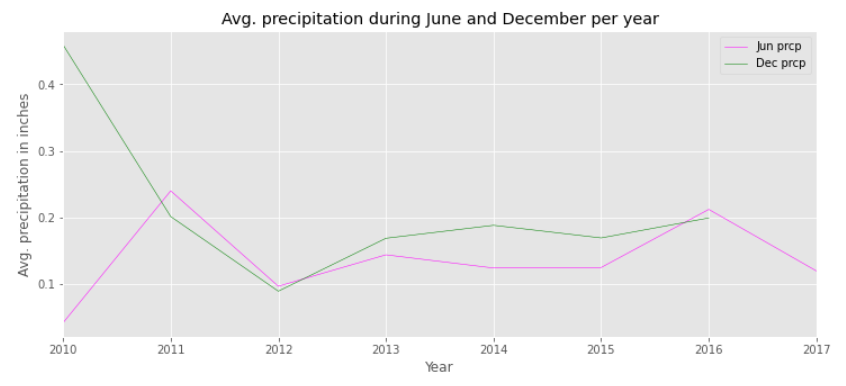 Avg. precipitation during June and December per year
Jun prcp
Dec prcp
0.4
0.3
0.2
0.1
Avg. precipitation in inches
2010 2011 2012 2013 2014 2015 2016 2017
Year